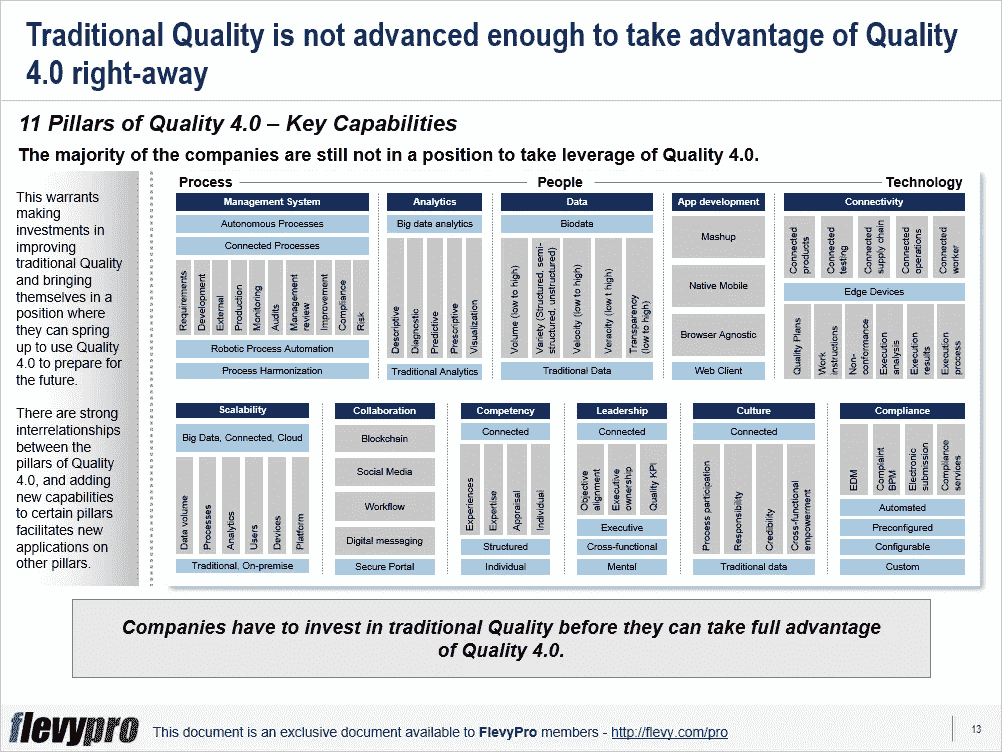 Traditional Quality is not advanced enough to take advantage of Quality
4.0 right-away
11 Pillars of Quality 4.0 – Key Capabilities
The majority of the companies are still not in a position to take leverage of Quality 4.0.
This warrants
making
investments in
improving
traditional Quality
and bringing
themselves in a
position where
they can spring
up to use Quality
4.0 to prepare for
the future.
There are strong
interrelationships
between the
pillars of Quality
4.0, and adding
new capabilities
to certain pillars
facilitates new
applications on
other pillars.
Process
People
Technology
Management System
Autonomous Processes
Connected Processes
Requirements
Development
External
Production
Monitoring
Audits
Management
review
Improvement
Compliance
Risk
Robotic Process Automation
Process Harmonization
Analytics
Big data analytics
Descriptive
Diagnostic
Predictive
Prescriptive
Visualization
Traditional Analytics
Data
Biodata
Volume (low to high)
Variety (Structured, semi-
structured, unstructured)
Velocity (low to high)
Veracity (low t high)
Transparency
(low to high)
Traditional Data
App development
Mashup
Native Mobile
Browser Agnostic
Web Client
Connectivity
Connected
products
Connected
testing
Connected
supply chain
Connected
operations
Connected
worker
Edge Devices
Quality Plans
Work
instructions
Non-
conformance
Execution
analysis
Execution
results
Execution
process
Scalability
Big Data, Connected, Cloud
Data volume
Processes
Analytics
Users
Devices
Platform
Traditional, On-premise
Collaboration
Blockchain
Social Media
Workflow
Digital messaging
Secure Portal
Competency
Connected
Experiences
Expertise
Appraisal
Individual
Structured
Individual
Leadership
Connected
Objective
alignment
Executive
ownership
Quality KPI
Executive
Cross-functional
Mental
Culture
Connected
Process participation
Responsibility
Credibility
Cross-functional
empowerment
Traditional data
Compliance
EDM
Complaint
BPM
Electronic
submission
Compliance
services
Automated
Preconfigured
Configurable
Custom
Companies have to invest in traditional Quality before they can take full advantage
of Quality 4.0.
flevypro
This document is an exclusive document available to FlevyPro members - http://flevy.com/pro
13